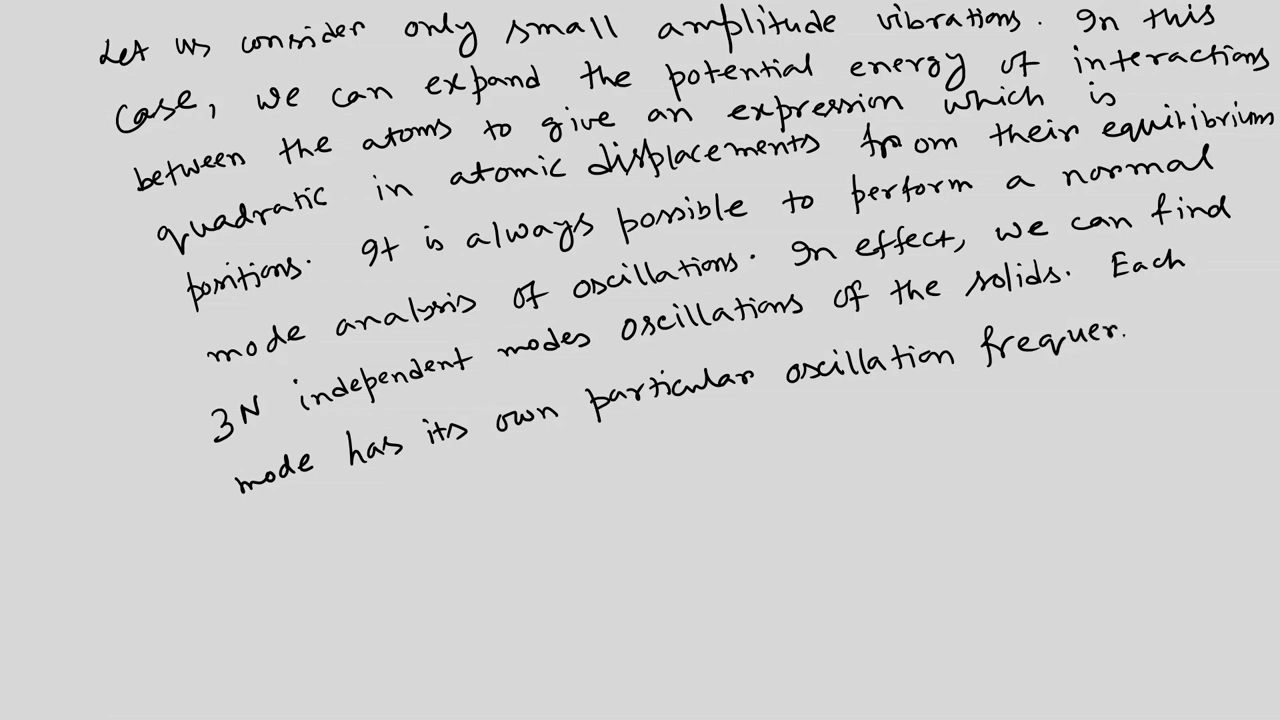 Let us consider only small amplitude vibrations. In this
case, we can expand the potential energy of interactions
between the atoms to give an expression which is
quadratic in atomic displacements from their equilibrium
positions. It is always possible to perform a normal
mode analysis of oscillations. In effect, we can find
3N independent modes oscillations of the solids. Each
mode has its own particular oscillation frequer.